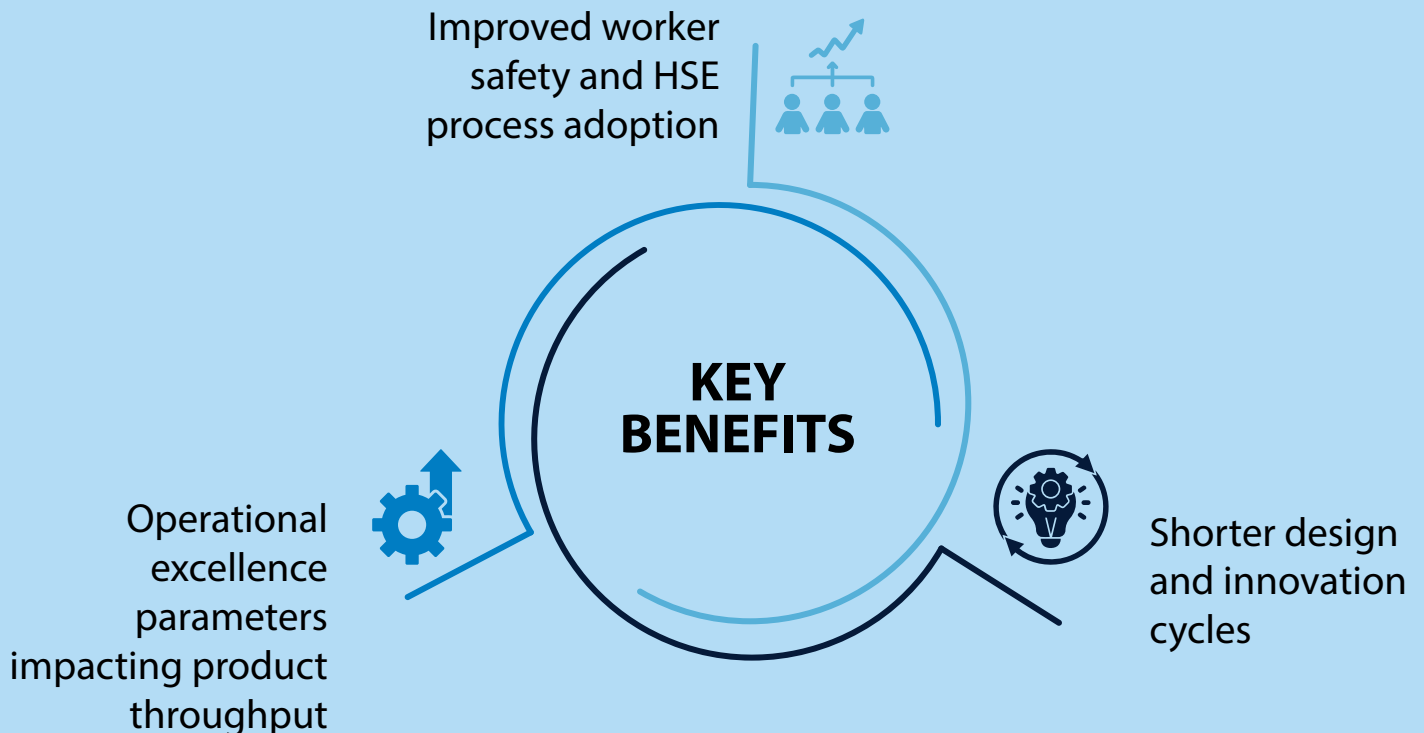 Improved worker
safety and HSE
process adoption
KEY
BENEFITS
Operational
excellence
parameters
impacting product
throughput
Shorter design
and innovation
cycles